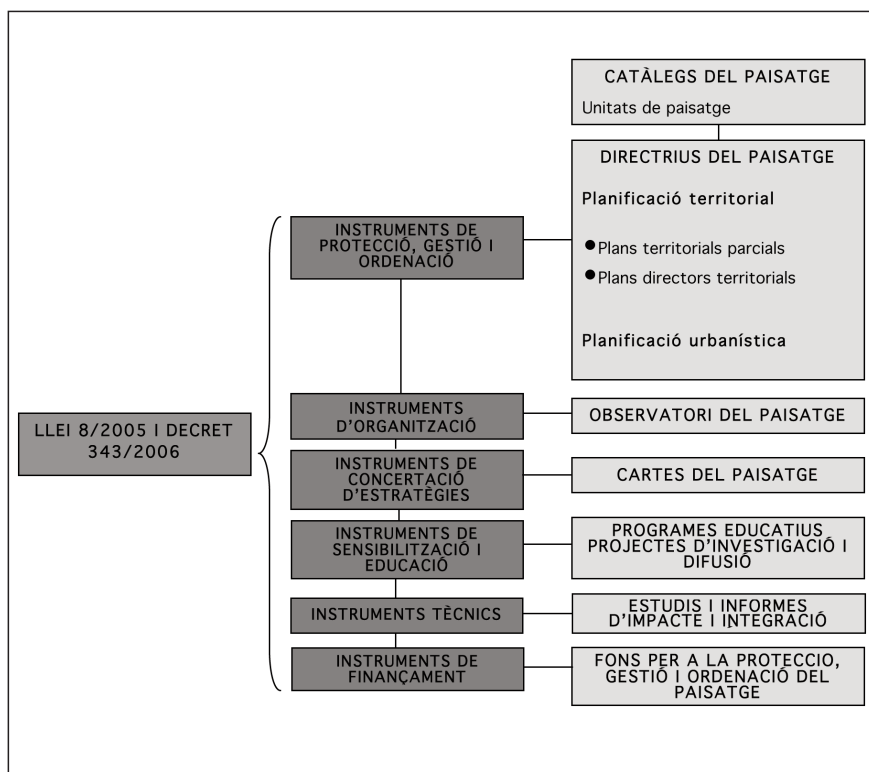 CATÀLEGS DEL PAISATGE
Unitats de paisatge
DIRECTRIUS DEL PAISATGE
Planificació territorial
●Plans territorials parcials
●Plans directors territorials
Planificació urbanística
INSTRUMENTS DE
PROTECCIÓ, GESTIÓ I
ORDENACIÓ
LLEI 8/2005 I DECRET
343/2006
INSTRUMENTS
D'ORGANITZACIÓ
OBSERVATORI DEL PAISATGE
INSTRUMENTS DE
CONCERTACIÓ
D'ESTRATÈGIES
CARTES DEL PAISATGE
INSTRUMENTS DE
SENSIBILITZACIÓ I
EDUCACIÓ
PROGRAMES EDUCATIUS
PROJECTES D'INVESTIGACIÓ I
DIFUSIÓ
INSTRUMENTS TÈCNICS
ESTUDIS I INFORMES
D'IMPACTE I INTEGRACIÓ
INSTRUMENTS DE
FINANÇAMENT
FONS PER A LA PROTECCIO,
GESTIÓ I ORDENACIÓ DEL
PAISATGE